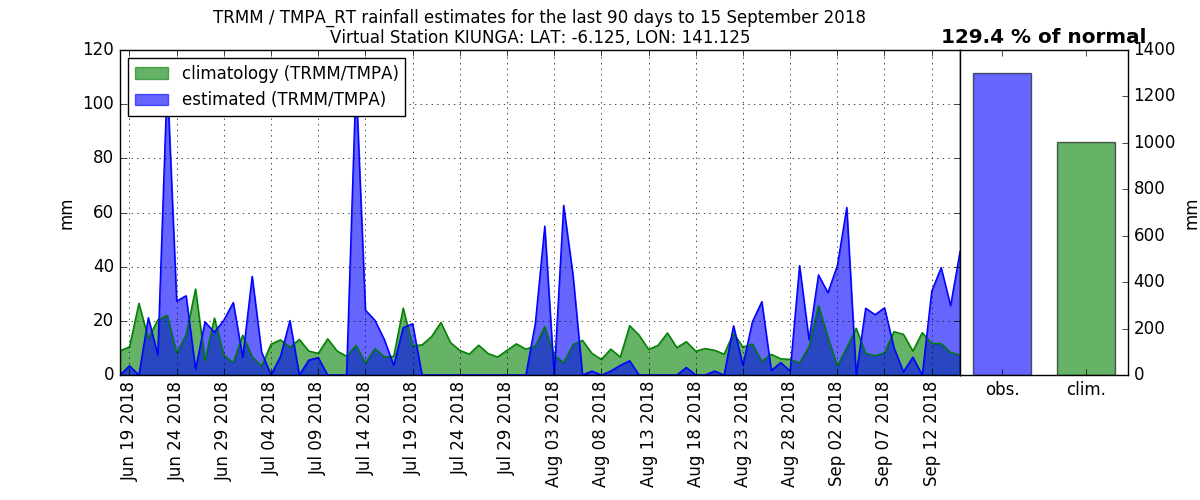 TRMM / TMPA_RT rainfall estimates for the last 90 days to 15 September 2018
Virtual Station KIUNGA: LAT: -6.125, LON: 141.125
129.4 % of normal
climatology (TRMM/TMPA)
estimated (TRMM/TMPA)
mm
120
100
80
60
40
20
0
Jun 19 2018
Jun 24 2018
Jun 29 2018
Jul 04 2018
Jul 09 2018
Jul 14 2018
Jul 19 2018
Jul 24 2018
Jul 29 2018
Aug 03 2018
Aug 08 2018
Aug 13 2018
Aug 18 2018
Aug 23 2018
Aug 28 2018
Sep 02 2018
Sep 07 2018
Sep 12 2018
obs.
clim.
1400
1200
1000
800
600
400
200
0
mm